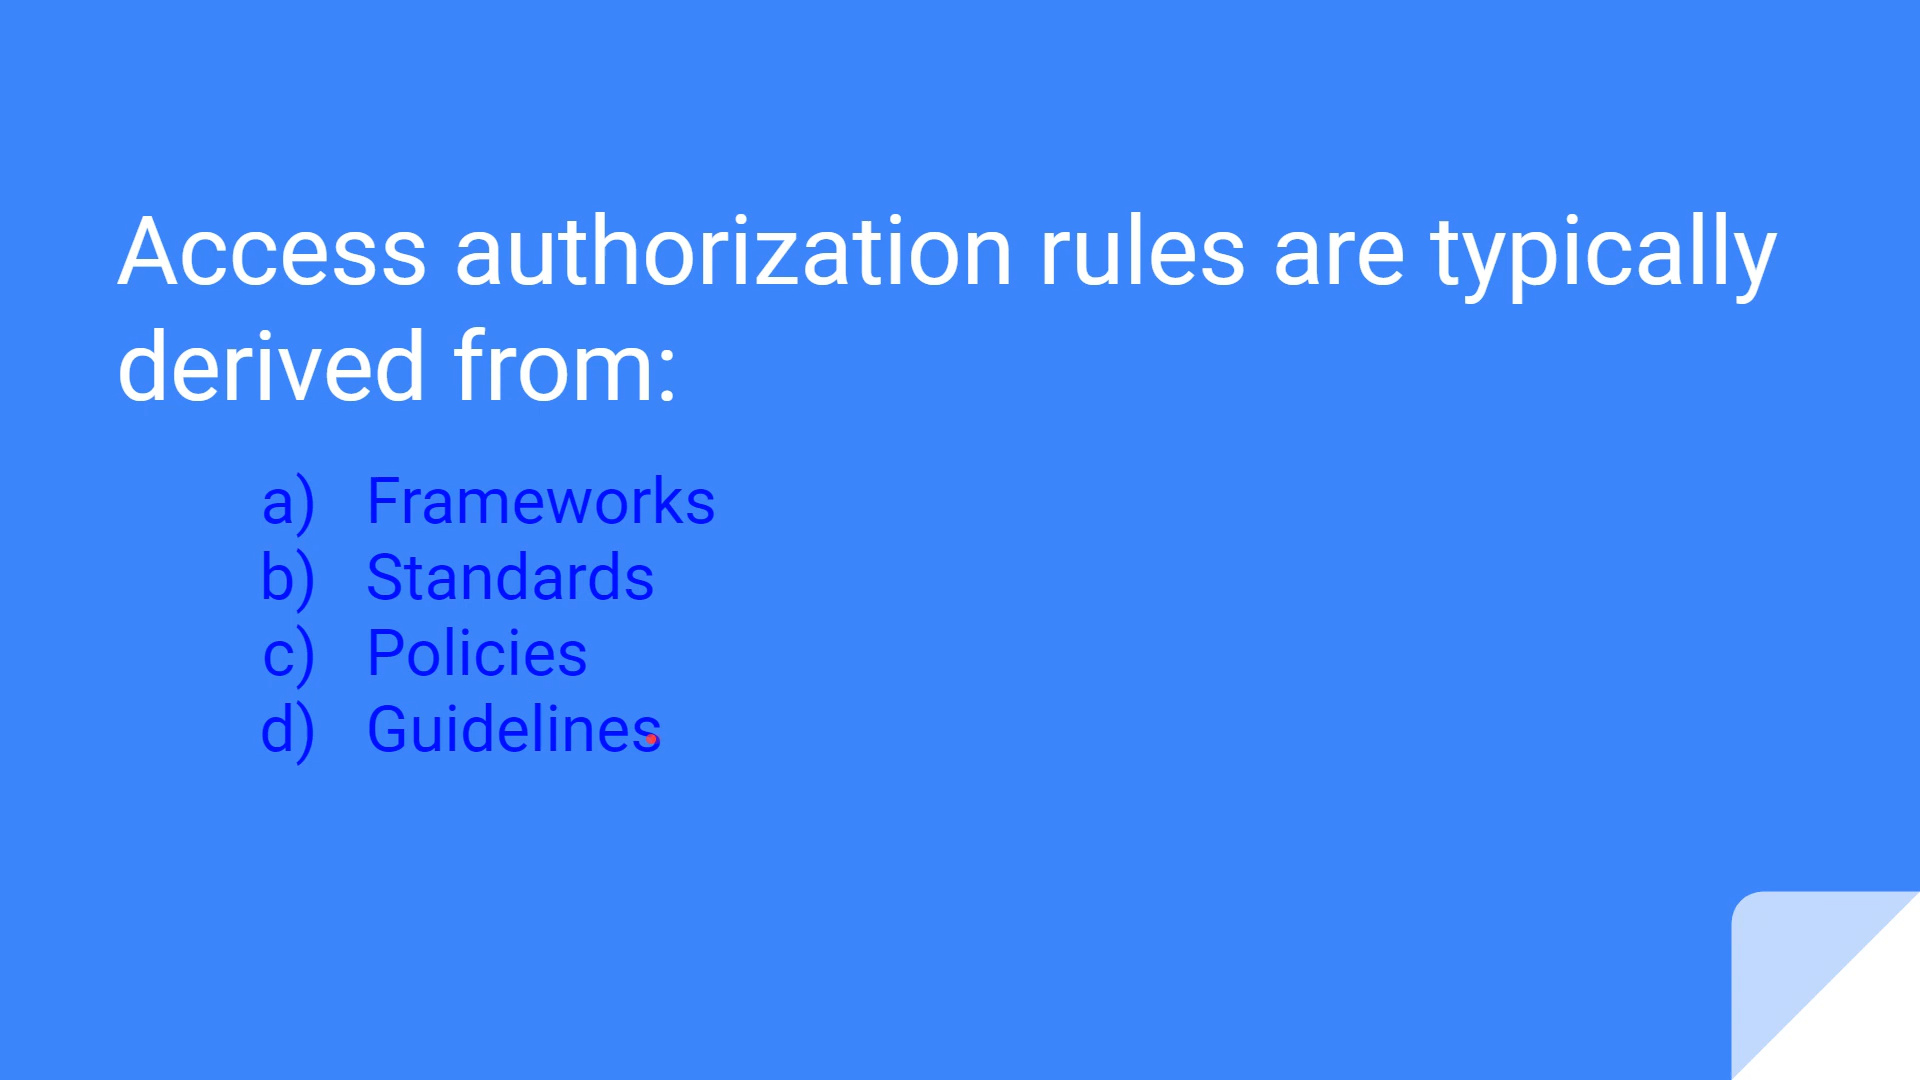 Access authorization rules are typically
derived from:
a) Frameworks
b) Standards
c) Policies
d) Guidelines